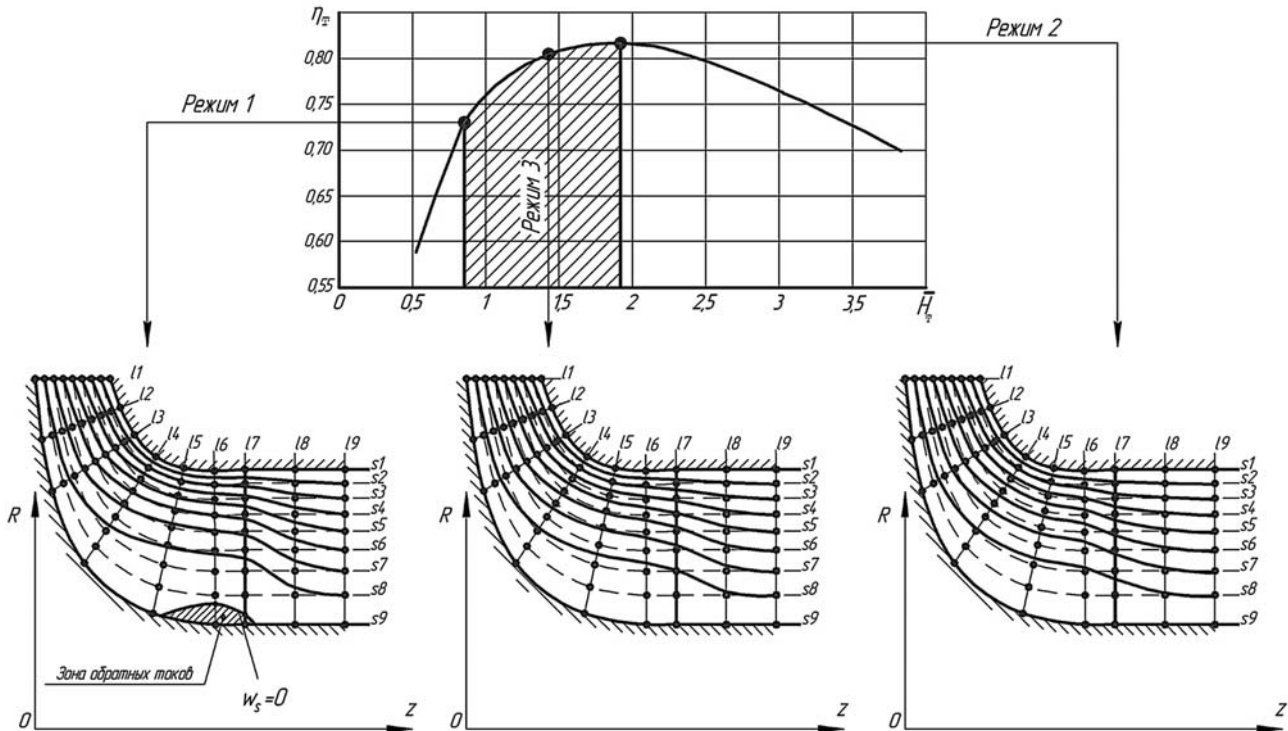 η_т
0,80
0,75
0,70
0,65
0,60
0,55
0
0,5
1
1,5
2
2,5
3
3,5
H̅_т
Режим 1
Режим 2
Режим 3
l1
l2
l3
l4
l5
l6
l7
l8
l9
s1
s2
s3
s4
s5
s6
s7
s8
s9
R
0
z
Зона обратных токов
w_s=0
l1
l2
l3
l4
l5
l6
l7
l8
l9
s1
s2
s3
s4
s5
s6
s7
s8
s9
R
0
z
l1
l2
l3
l4
l5
l6
l7
l8
l9
s1
s2
s3
s4
s5
s6
s7
s8
s9
R
0
z